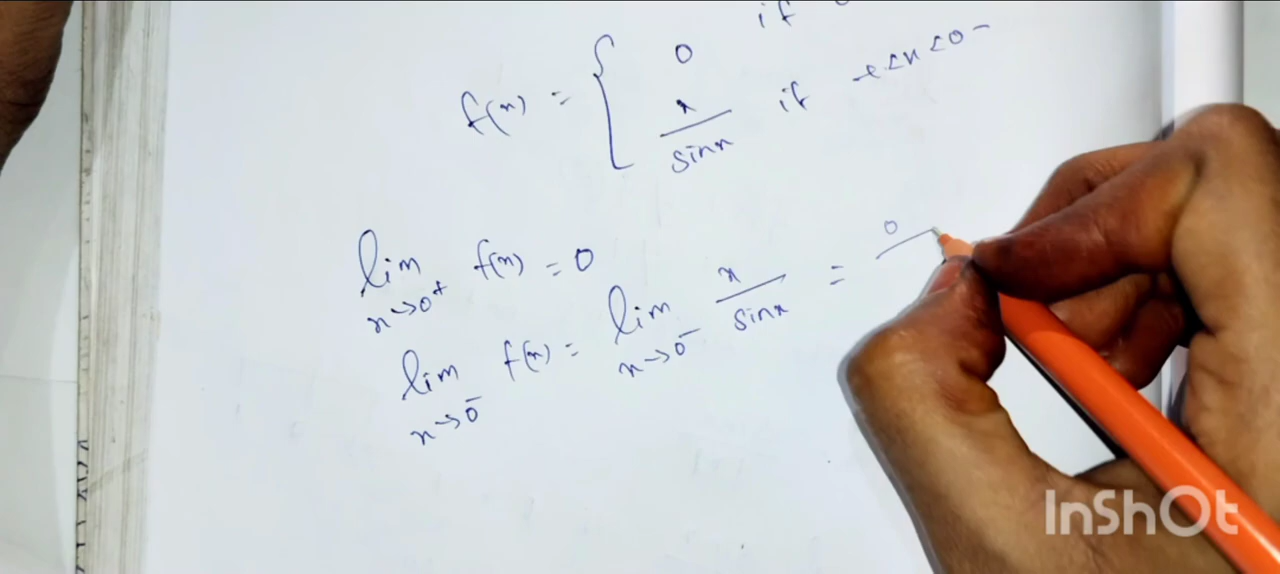 if
f(x) = { 0
x/sinx if < x < 0
lim x→0⁺ f(x) = 0
lim x→0⁻ f(x) = lim x→0⁻ x/sinx = 0
InShOt